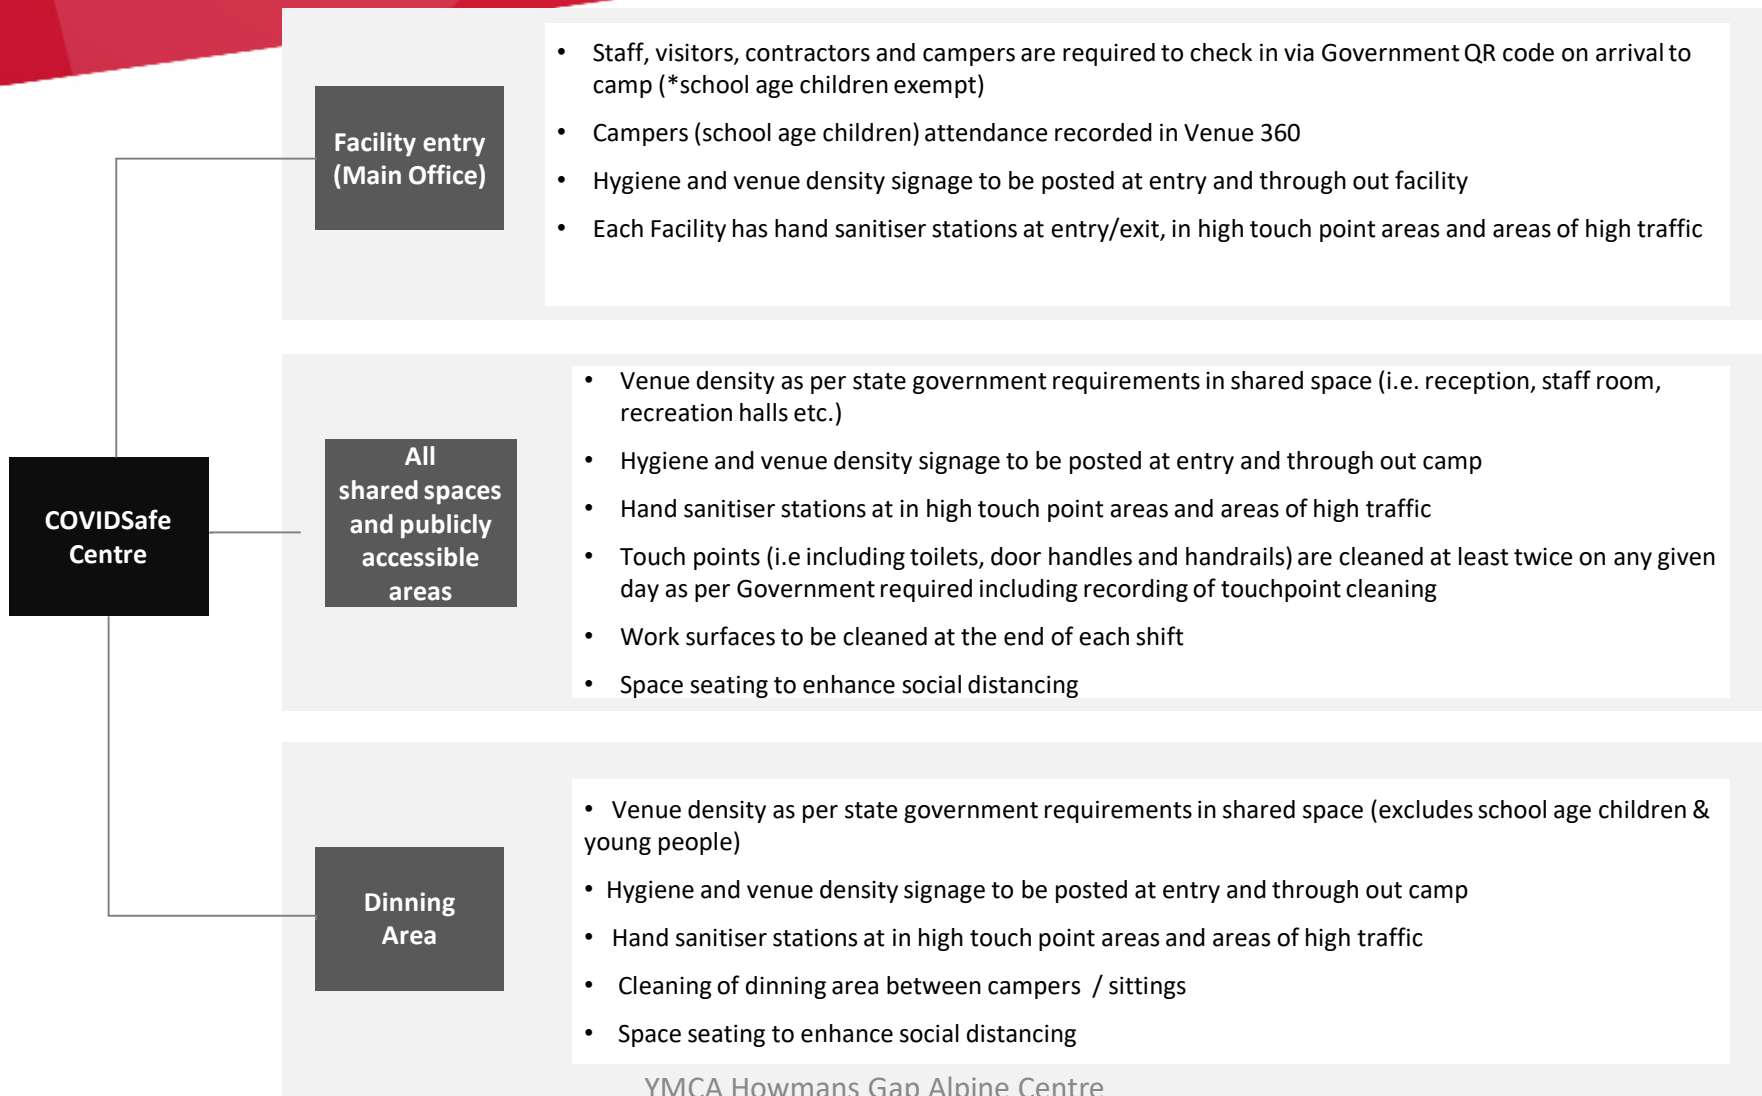 COVIDSafe
Centre
Facility entry
(Main Office)
• Staff, visitors, contractors and campers are required to check in via Government QR code on arrival to
camp (*school age children exempt)
• Campers (school age children) attendance recorded in Venue 360
• Hygiene and venue density signage to be posted at entry and through out facility
• Each Facility has hand sanitiser stations at entry/exit, in high touch point areas and areas of high traffic
All
shared spaces
and publicly
accessible
areas
• Venue density as per state government requirements in shared space (i.e. reception, staff room,
recreation halls etc.)
• Hygiene and venue density signage to be posted at entry and through out camp
• Hand sanitiser stations at in high touch point areas and areas of high traffic
• Touch points (i.e including toilets, door handles and handrails) are cleaned at least twice on any given
day as per Government required including recording of touchpoint cleaning
• Work surfaces to be cleaned at the end of each shift
• Space seating to enhance social distancing
Dinning
Area
• Venue density as per state government requirements in shared space (excludes school age children &
young people)
• Hygiene and venue density signage to be posted at entry and through out camp
• Hand sanitiser stations at in high touch point areas and areas of high traffic
• Cleaning of dinning area between campers / sittings
• Space seating to enhance social distancing
YMCA Howmans Gap Alpine Centre